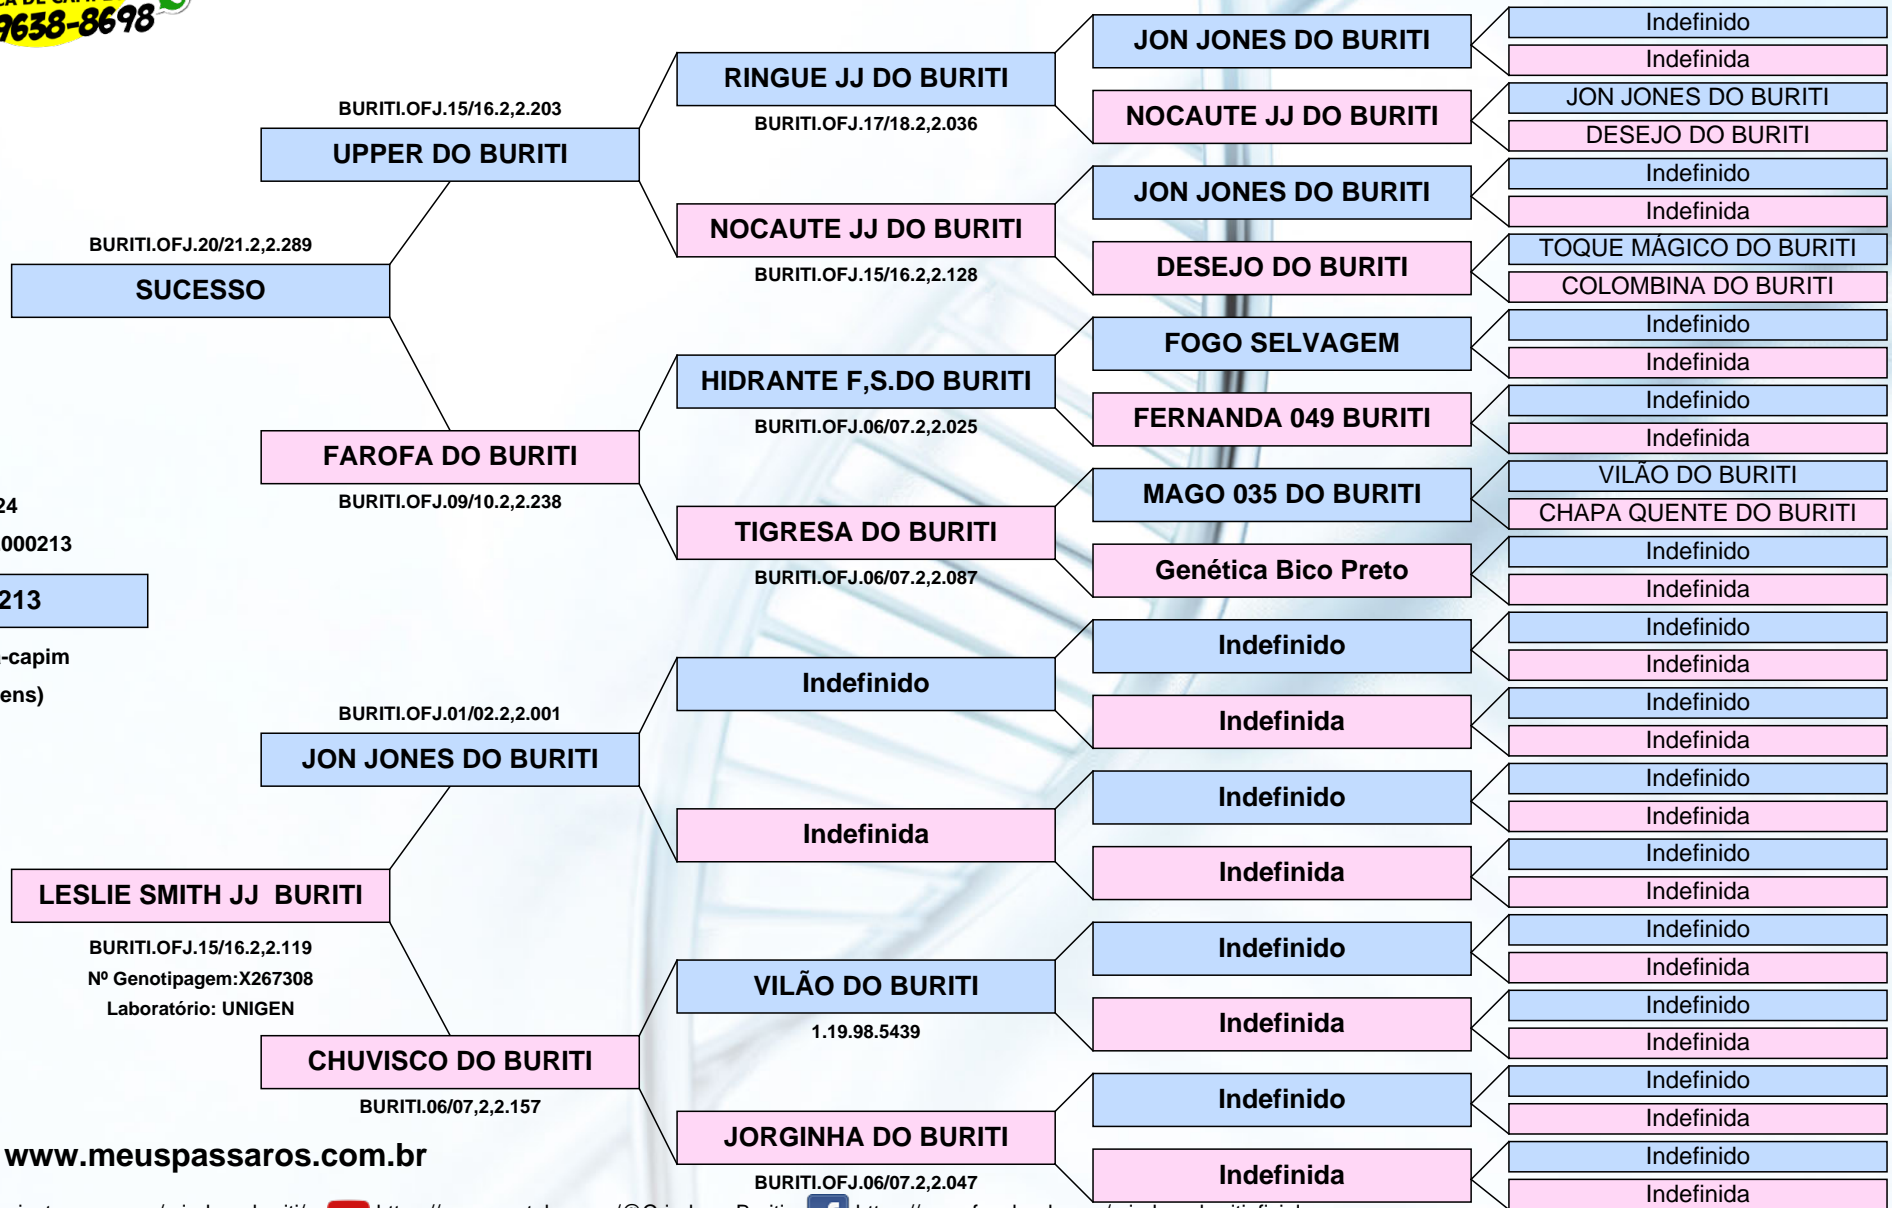 9638-8698
BURITI.OFJ.20/21.2,2.289
SUCESSO
24
000213
213
-capim
ens)
LESLIE SMITH JJ  BURITI
BURITI.OFJ.15/16.2,2.119
Nº Genotipagem:X267308
Laboratório: UNIGEN
BURITI.OFJ.15/16.2,2.203
UPPER DO BURITI
FAROFA DO BURITI
BURITI.OFJ.09/10.2,2.238
BURITI.OFJ.01/02.2,2.001
JON JONES DO BURITI
CHUVISCO DO BURITI
BURITI.06/07,2,2.157
RINGUE JJ DO BURITI
BURITI.OFJ.17/18.2,2.036
NOCAUTE JJ DO BURITI
BURITI.OFJ.15/16.2,2.128
HIDRANTE F,S.DO BURITI
BURITI.OFJ.06/07.2,2.025
TIGRESA DO BURITI
BURITI.OFJ.06/07.2,2.087
Indefinido
Indefinida
VILÃO DO BURITI
1.19.98.5439
JORGINHA DO BURITI
BURITI.OFJ.06/07.2,2.047
JON JONES DO BURITI
NOCAUTE JJ DO BURITI
JON JONES DO BURITI
DESEJO DO BURITI
FOGO SELVAGEM
FERNANDA 049 BURITI
MAGO 035 DO BURITI
Genética Bico Preto
Indefinido
Indefinida
Indefinido
Indefinida
Indefinido
Indefinida
Indefinido
Indefinida
Indefinido
Indefinida
JON JONES DO BURITI
DESEJO DO BURITI
Indefinido
Indefinida
TOQUE MÁGICO DO BURITI
COLOMBINA DO BURITI
Indefinido
Indefinida
Indefinido
Indefinida
VILÃO DO BURITI
CHAPA QUENTE DO BURITI
Indefinido
Indefinida
Indefinido
Indefinida
Indefinido
Indefinida
Indefinido
Indefinida
Indefinido
Indefinida
Indefinido
Indefinida
Indefinido
Indefinida
Indefinido
Indefinida
Indefinido
Indefinida
www.meuspassaros.com.br